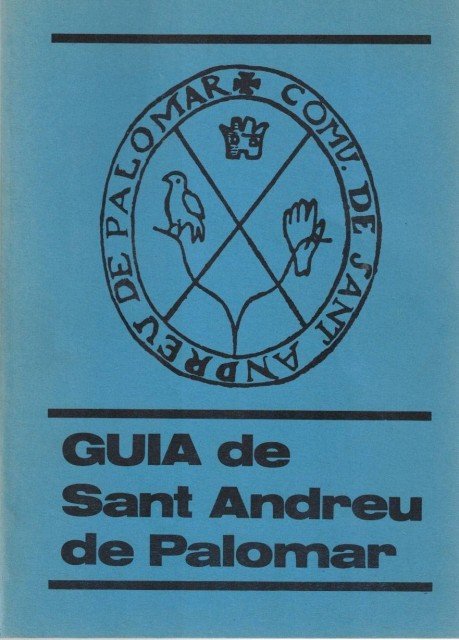 COMU. DE SANT ANDREU DE PALOMAR
GUIA de
Sant Andreu
de Palomar